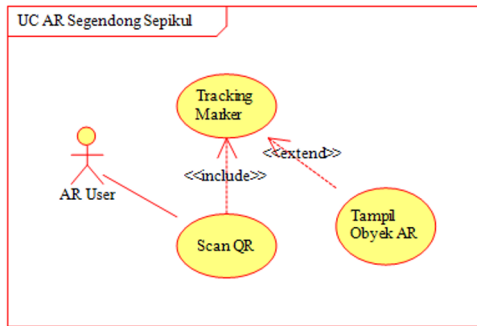 UC AR Segendong Sepikul
Tracking
Marker
<<extend>>
<<include>>
AR User
Tampil
Obyek AR
Scan QR